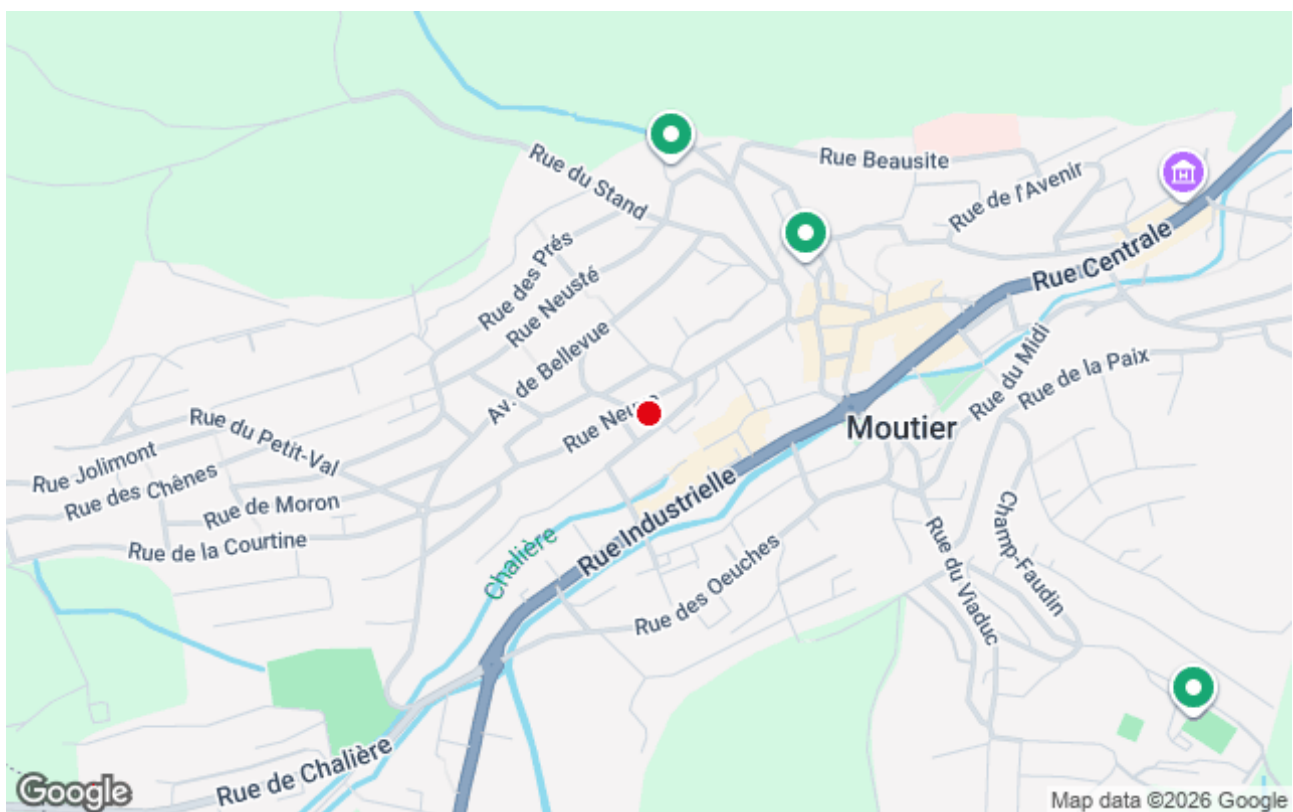 Rue Beausite
Rue du Stand
Rue de l'Avenir
Rue Centrale
Rue des Prés
Rue Neusté
Av. de Bellevue
Rue du Midi
Rue de la Paix
Rue Neuve
Moutier
Rue du Petit-Val
Rue Jolimont
Rue des Chênes
Rue de Moron
Rue de la Courtine
Rue Industrielle
Chalière
Champ-Faudin
Rue du Viaduc
Rue des Oeuches
Rue de Chalière
Google
Map data ©2026 Google